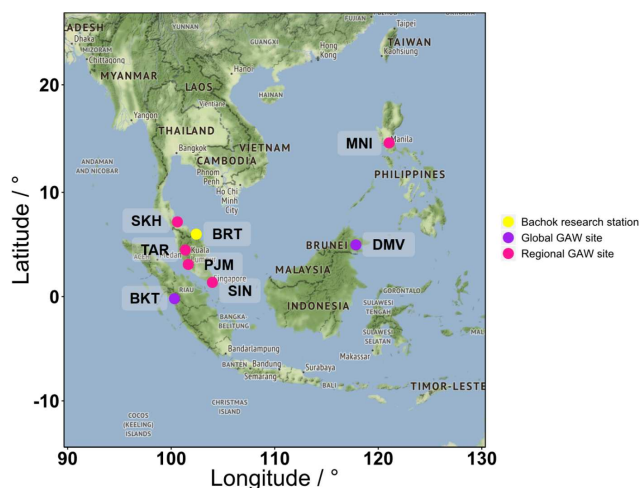 YUNNAN
FUJIAN
Taipei
Dhaka
MIZORAM
Chittagong
GUANGXI
TAIWAN
Kaohsiung
Hong
Kong
MYANMAR
Hanoi
LAOS
HAINAN
20
Vientiane
Yangon
THAILAND
VIETNAM
MNI
Manila
Bangkok
ANDAMAN
AND NICOBAR
CAMBODIA
Phnom
Penh
PHILIPPINES
Ho Chi
Minh
City
10
SKH
BRT
Bachok research station
Global GAW site
Regional GAW site
TAR
Kuala
BRUNEI
DMV
PJM
MALAYSIA
Singapore
SIN
GORONTALO
SULAWESI
TENGAH
RIAU
BKT
0
INDONESIA
BANGKA-
BELITUNG
SULAWESI
SELATAN
Makassar
Bandarlampung
BANTEN
Bandung
Surabaya
Semarang
BALI
TIMOR-LESTE
CHRISTMAS
ISLAND
-10
COCOS
(KEELING)
ISLANDS
90
100
110
120
130
Latitude / °
Longitude / °